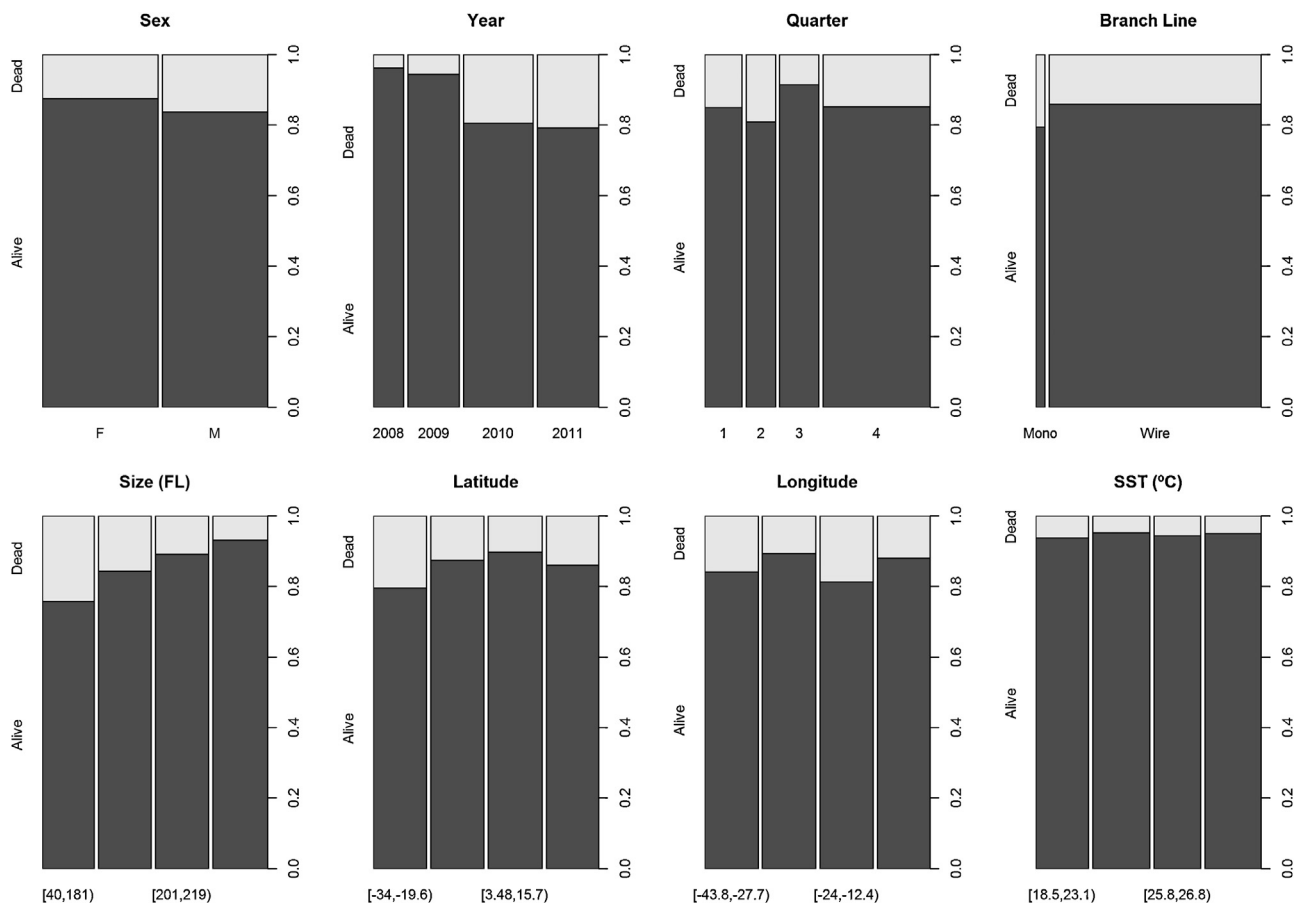 Sex
Dead
Alive
0.0 0.2 0.4 0.6 0.8 1.0
F M
Year
Dead
Alive
0.0 0.2 0.4 0.6 0.8 1.0
2008 2009 2010 2011
Quarter
Dead
Alive
0.0 0.2 0.4 0.6 0.8 1.0
1 2 3 4
Branch Line
Dead
Alive
0.0 0.2 0.4 0.6 0.8 1.0
Mono Wire
Size (FL)
Dead
Alive
0.0 0.2 0.4 0.6 0.8 1.0
[40,181) [201,219)
Latitude
Dead
Alive
0.0 0.2 0.4 0.6 0.8 1.0
[-34,-19.6) [3.48,15.7)
Longitude
Dead
Alive
0.0 0.2 0.4 0.6 0.8 1.0
[-43.8,-27.7) [-24,-12.4)
SST (ºC)
Dead
Alive
0.0 0.2 0.4 0.6 0.8 1.0
[18.5,23.1) [25.8,26.8)